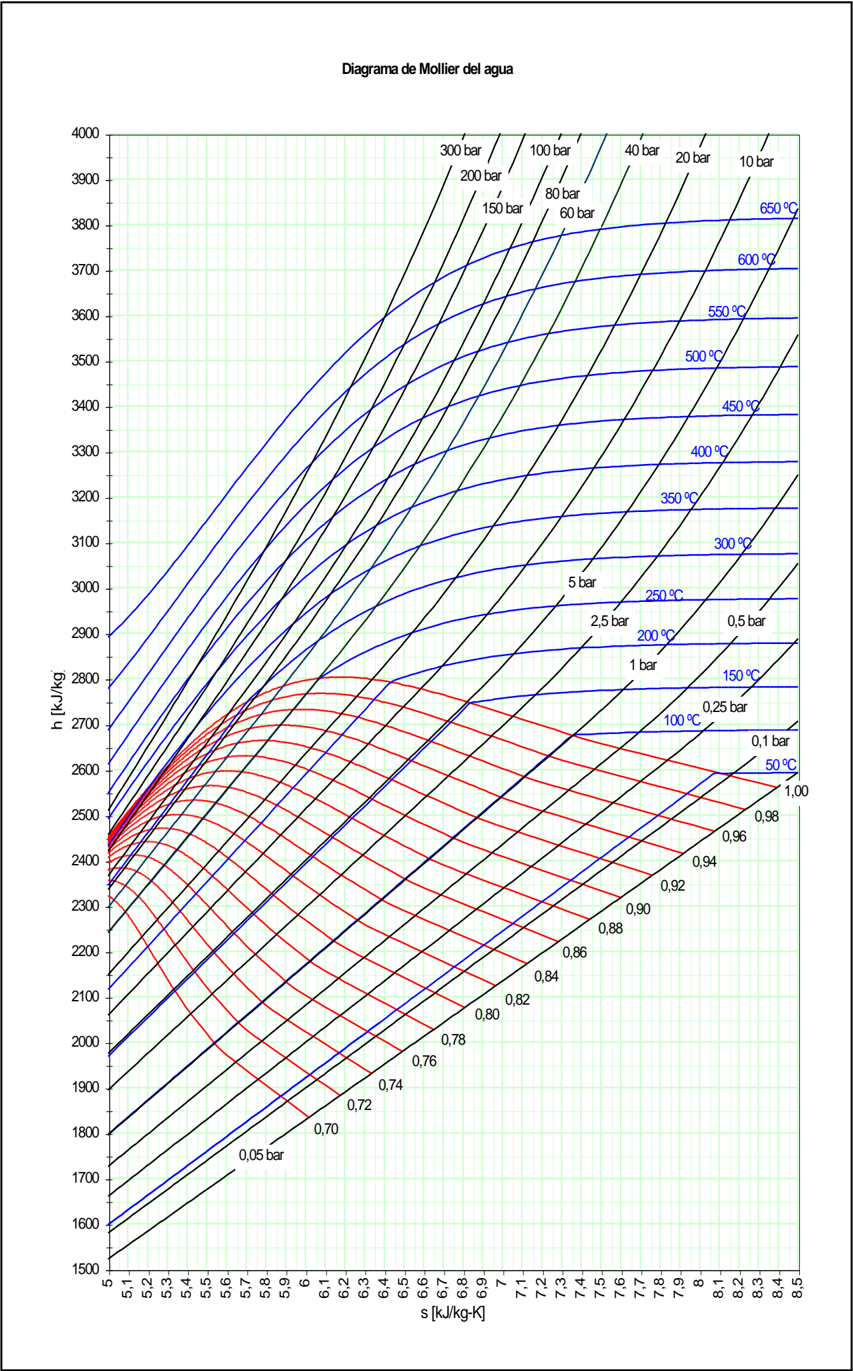 Diagrama de Mollier del agua
4000
3900
3800
3700
3600
3500
3400
3300
3200
3100
3000
2900
2800
2700
2600
2500
2400
2300
2200
2100
2000
1900
1800
1700
1600
1500
h [kJ/kg]
300 bar
100 bar
40 bar
20 bar
10 bar
200 bar
80 bar
150 bar
60 bar
650 ºC
600 ºC
550 ºC
500 ºC
450 ºC
400 ºC
350 ºC
300 ºC
5 bar
250 ºC
2,5 bar
0,5 bar
200 ºC
1 bar
150 ºC
0,25 bar
100 ºC
0,1 bar
50 ºC
1,00
0,98
0,96
0,94
0,92
0,90
0,88
0,86
0,84
0,82
0,80
0,78
0,76
0,74
0,72
0,70
0,05 bar
5
5,1
5,2
5,3
5,4
5,5
5,6
5,7
5,8
5,9
6
6,1
6,2
6,3
6,4
6,5
6,6
6,7
6,8
6,9
7
7,1
7,2
7,3
7,4
7,5
7,6
7,7
7,8
7,9
8
8,1
8,2
8,3
8,4
8,5
s [kJ/kg-K]